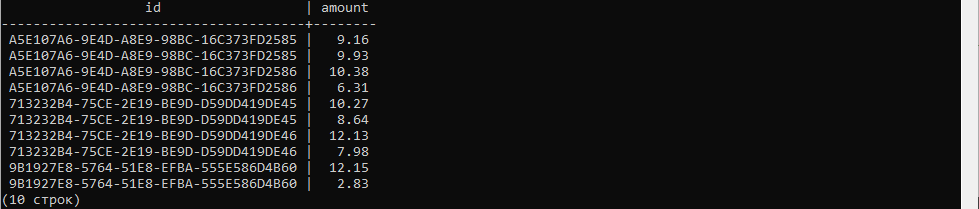 id | amount
--------------------------------------+--------
A5E107A6-9E4D-A8E9-98BC-16C373FD2585 | 9.16
A5E107A6-9E4D-A8E9-98BC-16C373FD2585 | 9.93
A5E107A6-9E4D-A8E9-98BC-16C373FD2586 | 10.38
A5E107A6-9E4D-A8E9-98BC-16C373FD2586 | 6.31
713232B4-75CE-2E19-BE9D-D59DD419DE45 | 10.27
713232B4-75CE-2E19-BE9D-D59DD419DE45 | 8.64
713232B4-75CE-2E19-BE9D-D59DD419DE46 | 12.13
713232B4-75CE-2E19-BE9D-D59DD419DE46 | 7.98
9B1927E8-5764-51E8-EFBA-555E586D4B60 | 12.15
9B1927E8-5764-51E8-EFBA-555E586D4B60 | 2.83
(10 строк)